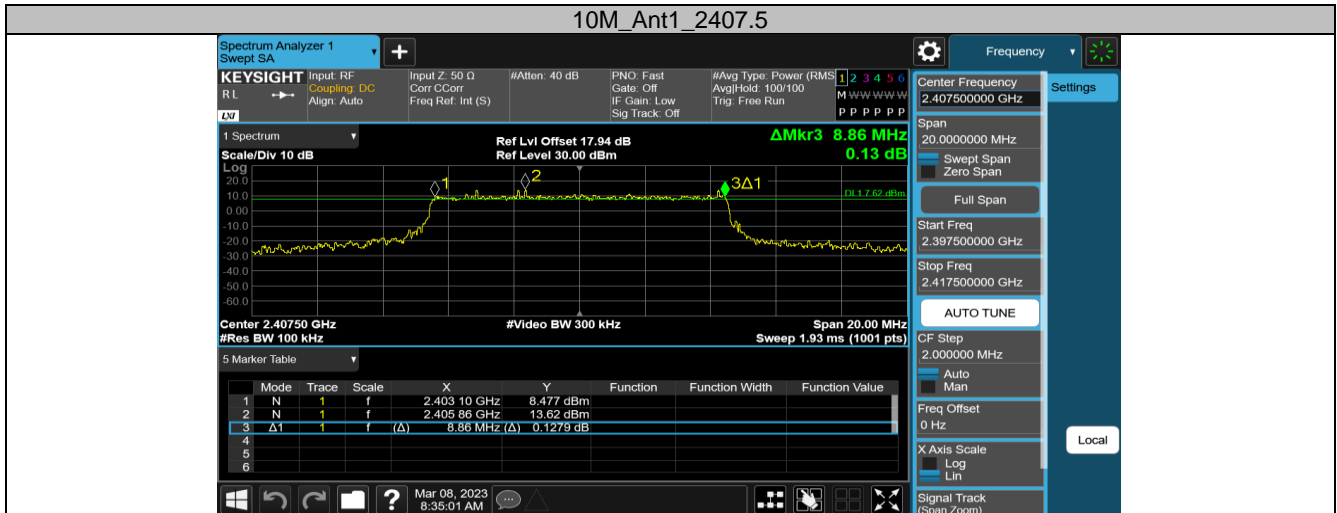 10M_Ant1_2407.5
Spectrum Analyzer 1
Swept SA
Frequency
KEYSIGHT
RL
LXI
Input: RF
Coupling: DC
Align: Auto
Input Z: 50 Ω
Corr CCorr
Freq Ref: Int (S)
#Atten: 40 dB
PNO: Fast
Gate: Off
IF Gain: Low
Sig Track: Off
#Avg Type: Power (RMS
Avg|Hold: 100/100
Trig: Free Run
1 2 3 4 5 6
M W W W W W
P P P P P P
1 Spectrum
Scale/Div 10 dB
Ref Lvl Offset 17.94 dB
Ref Level 30.00 dBm
ΔMkr3 8.86 MHz
0.13 dB
Log
20.0
10.0
0.00
-10.0
-20.0
-30.0
-40.0
-50.0
-60.0
1
2
3Δ1
DL1 7.62 dBm
Center 2.40750 GHz
#Res BW 100 kHz
#Video BW 300 kHz
Span 20.00 MHz
Sweep 1.93 ms (1001 pts)
5 Marker Table
Mode Trace Scale X Y Function Function Width Function Value
1 N 1 f 2.403 10 GHz 8.477 dBm
2 N 1 f 2.405 86 GHz 13.62 dBm
3 Δ1 1 f (Δ) 8.86 MHz (Δ) 0.1279 dB
4
5
6
Mar 08, 2023
8:35:01 AM
Center Frequency
2.407500000 GHz
Settings
Span
20.0000000 MHz
Swept Span
Zero Span
Full Span
Start Freq
2.397500000 GHz
Stop Freq
2.417500000 GHz
AUTO TUNE
CF Step
2.000000 MHz
Auto
Man
Freq Offset
0 Hz
X Axis Scale
Log
Lin
Signal Track
(Span Zoom)
Local